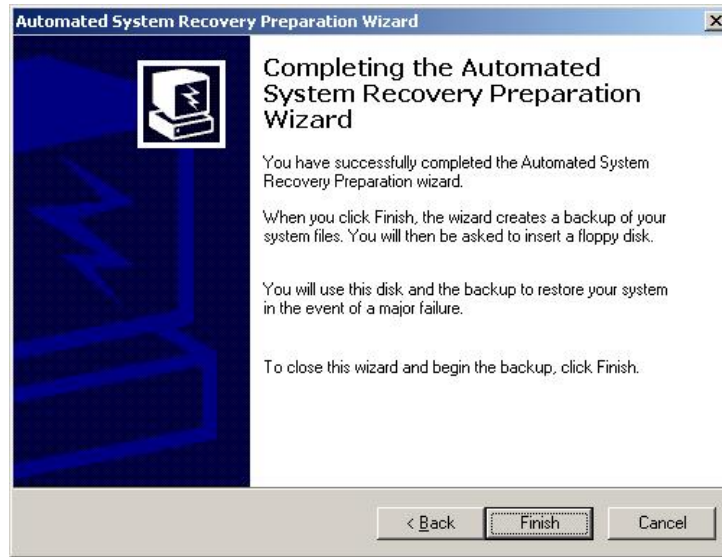 Automated System Recovery Preparation Wizard
Completing the Automated
System Recovery Preparation
Wizard
You have successfully completed the Automated System
Recovery Preparation wizard.
When you click Finish, the wizard creates a backup of your
system files. You will then be asked to insert a floppy disk.
You will use this disk and the backup to restore your system
in the event of a major failure.
To close this wizard and begin the backup, click Finish.
< Back Finish Cancel